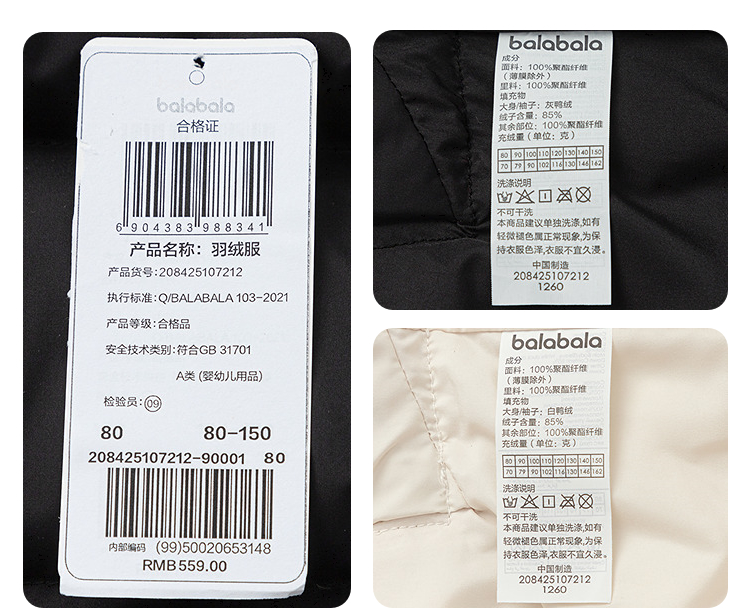 balabala
合格证
6 904383 988341
产品名称：羽绒服
产品货号：208425107212
执行标准：Q/BALABALA 103-2021
产品等级：合格品
安全技术类别：符合GB 31701
A类 (婴幼儿用品)
检验员：09
80 80-150
208425107212-90001 80
内部编码 (99)50020653148
RMB 559.00
balabala
成分
面料：100%聚酯纤维
（薄膜除外）
里料：100%聚酯纤维
填充物
大身/袖子：灰鸭绒
绒子含量：85%
其余部位：100%聚酯纤维
充绒量（单位：克）
80 90 100 110 120 130 140 150
70 79 90 102 116 130 146 162
洗涤说明
不可干洗
本商品建议单独洗涤,如有
轻微褪色属正常现象,为保
持衣服色泽,衣服不宜久浸。
中国制造
208425107212
1260
balabala
成分
面料：100%聚酯纤维
（薄膜除外）
里料：100%聚酯纤维
填充物
大身/袖子：白鸭绒
绒子含量：85%
其余部位：100%聚酯纤维
充绒量（单位：克）
80 90 100 110 120 130 140 150
70 79 90 102 116 130 146 162
洗涤说明
不可干洗
本商品建议单独洗涤,如有
轻微褪色属正常现象,为保
持衣服色泽,衣服不宜久浸。
中国制造
208425107212
1260